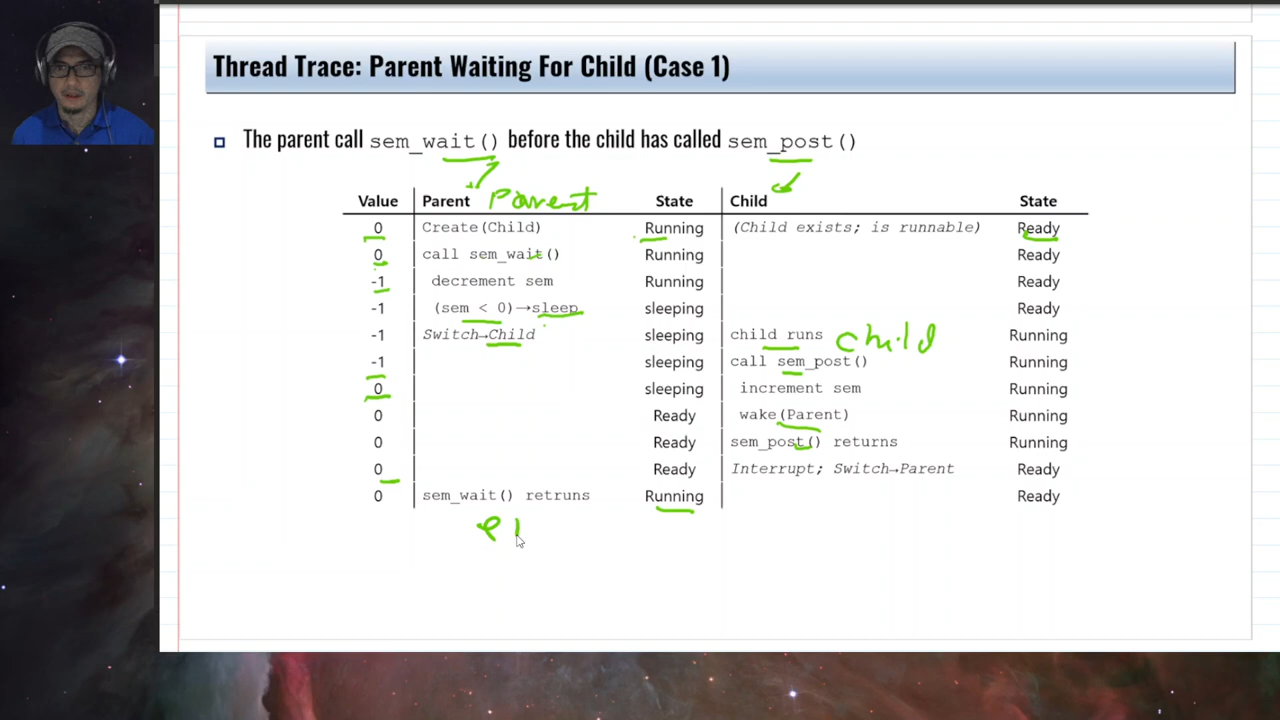 Thread Trace: Parent Waiting For Child (Case 1)
The parent call sem_wait() before the child has called sem_post()
Parent
Value Parent State Child State
0 Create(Child) Running (Child exists; is runnable) Ready
0 call sem_wait() Running Ready
-1 decrement sem Running Ready
-1 (sem < 0)→sleep sleeping Ready
-1 Switch→Child sleeping child runs child Running
-1 sleeping call sem_post() Running
0 sleeping increment sem Running
0 Ready wake(Parent) Running
0 Ready sem_post() returns Running
0 Ready Interrupt; Switch→Parent Ready
0 sem_wait() retruns Running Ready